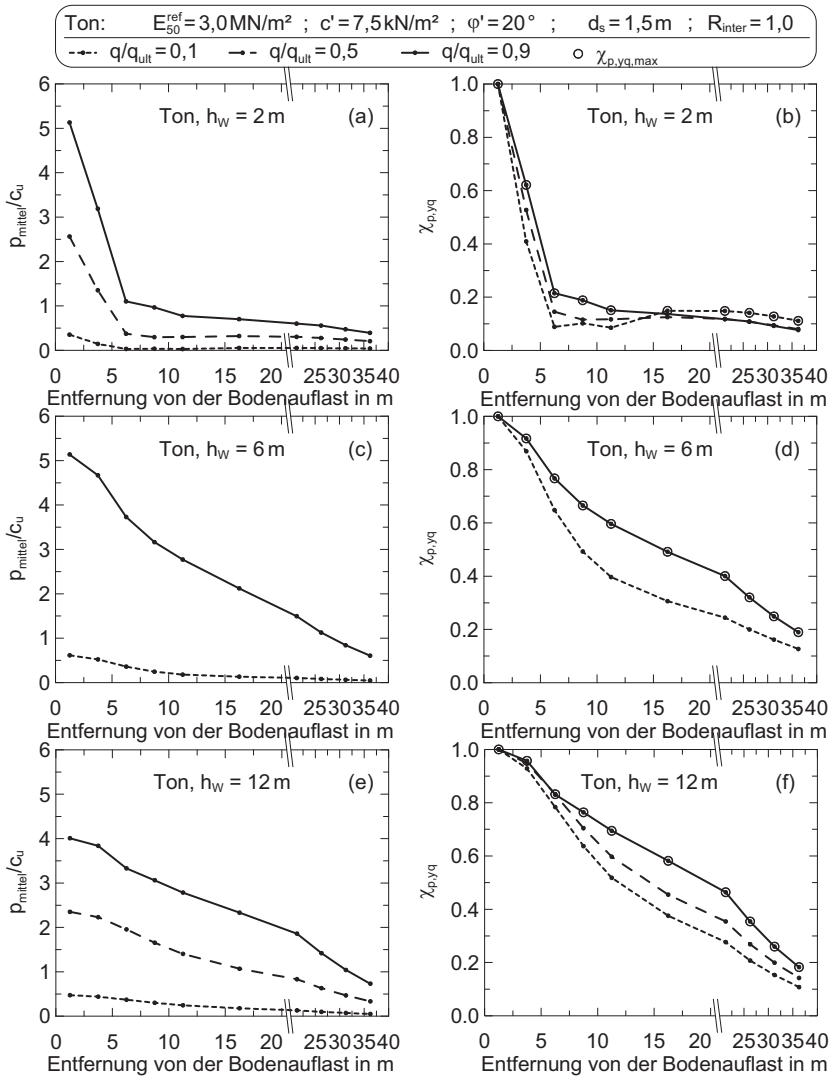 Ton: E50^ref = 3,0 MN/m² ; c' = 7,5 kN/m² ; φ' = 20° ; ds = 1,5 m ; Rinter = 1,0
q/qult = 0,1 q/qult = 0,5 q/qult = 0,9 χp,yq,max
Ton, hW = 2 m (a)
pmittel/cu
6
5
4
3
2
1
0
0 5 10 15 20 25 30 35 40
Entfernung von der Bodenauflast in m
Ton, hW = 2 m (b)
χp,yq
1.0
0.8
0.6
0.4
0.2
0.0
0 5 10 15 20 25 30 35 40
Entfernung von der Bodenauflast in m
Ton, hW = 6 m (c)
pmittel/cu
6
5
4
3
2
1
0
0 5 10 15 20 25 30 35 40
Entfernung von der Bodenauflast in m
Ton, hW = 6 m (d)
χp,yq
1.0
0.8
0.6
0.4
0.2
0.0
0 5 10 15 20 25 30 35 40
Entfernung von der Bodenauflast in m
Ton, hW = 12 m (e)
pmittel/cu
6
5
4
3
2
1
0
0 5 10 15 20 25 30 35 40
Entfernung von der Bodenauflast in m
Ton, hW = 12 m (f)
χp,yq
1.0
0.8
0.6
0.4
0.2
0.0
0 5 10 15 20 25 30 35 40
Entfernung von der Bodenauflast in m